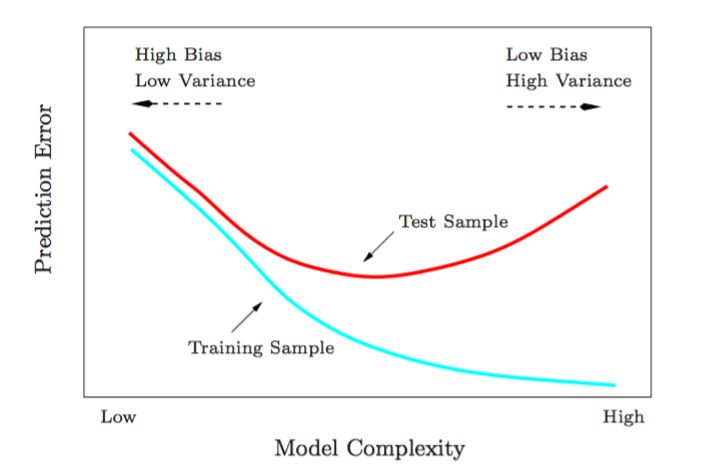 High Bias
Low Variance
Low Bias
High Variance
Prediction Error
Test Sample
Training Sample
Low
High
Model Complexity